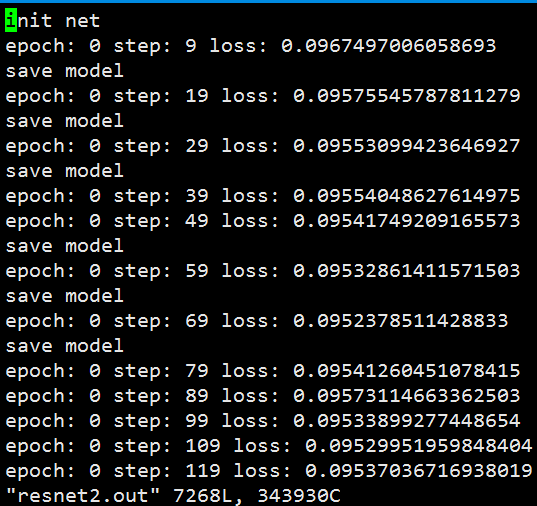 init net
epoch: 0 step: 9 loss: 0.0967497006058693
save model
epoch: 0 step: 19 loss: 0.09575545787811279
save model
epoch: 0 step: 29 loss: 0.09553099423646927
save model
epoch: 0 step: 39 loss: 0.09554048627614975
epoch: 0 step: 49 loss: 0.09541749209165573
save model
epoch: 0 step: 59 loss: 0.09532861411571503
save model
epoch: 0 step: 69 loss: 0.0952378511428833
save model
epoch: 0 step: 79 loss: 0.09541260451078415
epoch: 0 step: 89 loss: 0.09573114663362503
epoch: 0 step: 99 loss: 0.09533899277448654
epoch: 0 step: 109 loss: 0.09529951959848404
epoch: 0 step: 119 loss: 0.09537036716938019
"resnet2.out" 7268L, 343930C